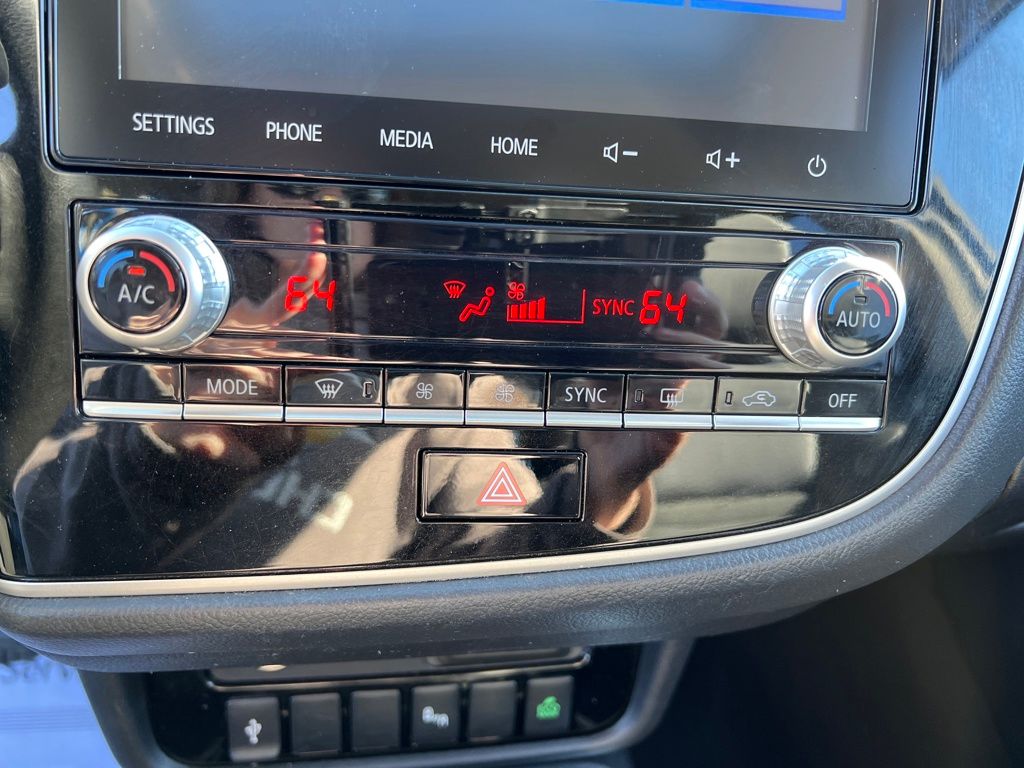 SETTINGS PHONE MEDIA HOME
A/C 64 SYNC 64 AUTO
MODE SYNC OFF